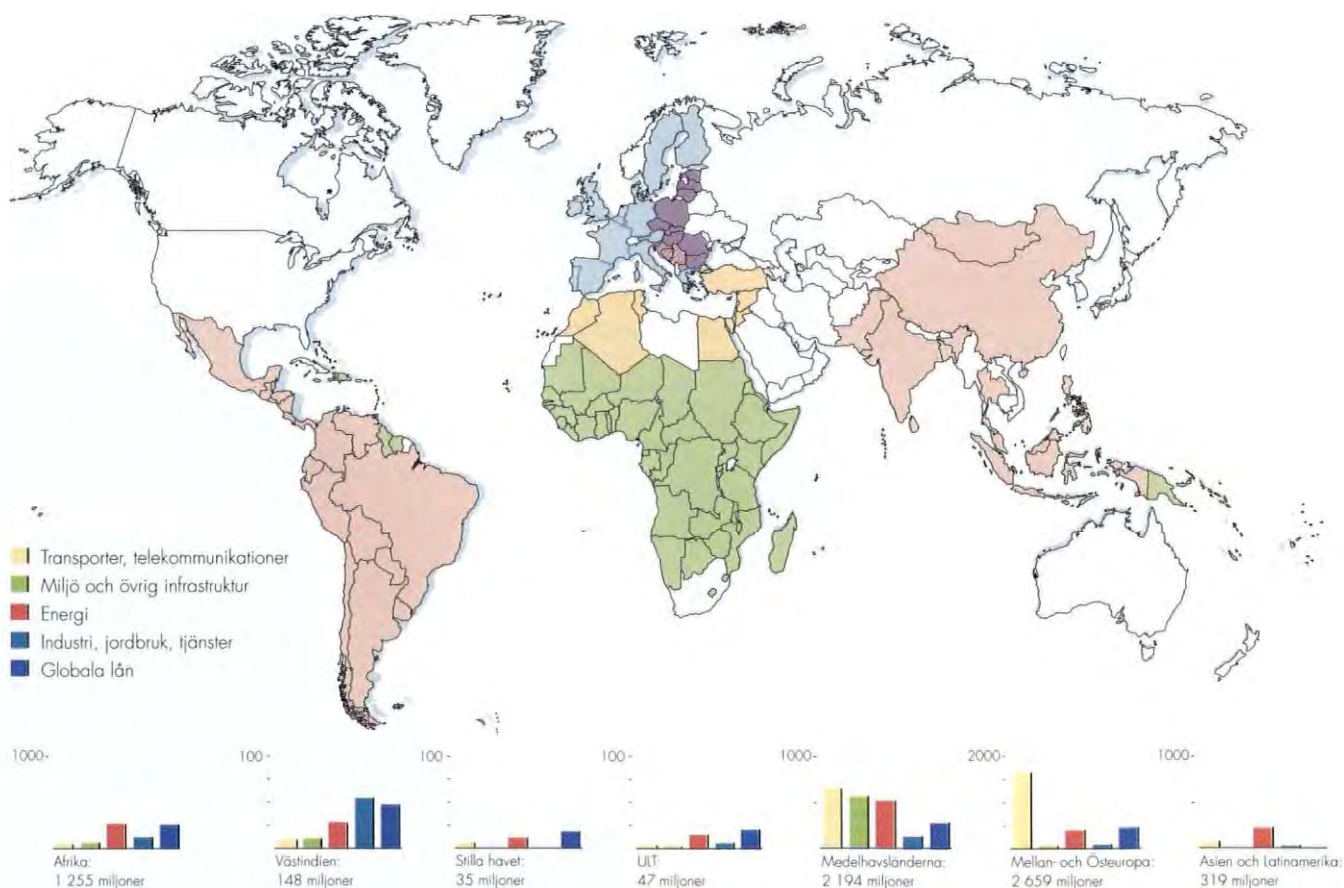 Transporter, telekommunikationer
Miljö och övrig infrastruktur
Energi
Industri, jordbruk, tjänster
Globala lån
1000-
100-
100-
100-
1000-
2000-
1000-
Afrika:
1 255 miljoner
Västindien:
148 miljoner
Stilla havet:
35 miljoner
ULT:
47 miljoner
Medelhavsländerna:
2 194 miljoner
Mellan- och Östeuropa:
2 659 miljoner
Asien och Latinamerika:
319 miljoner